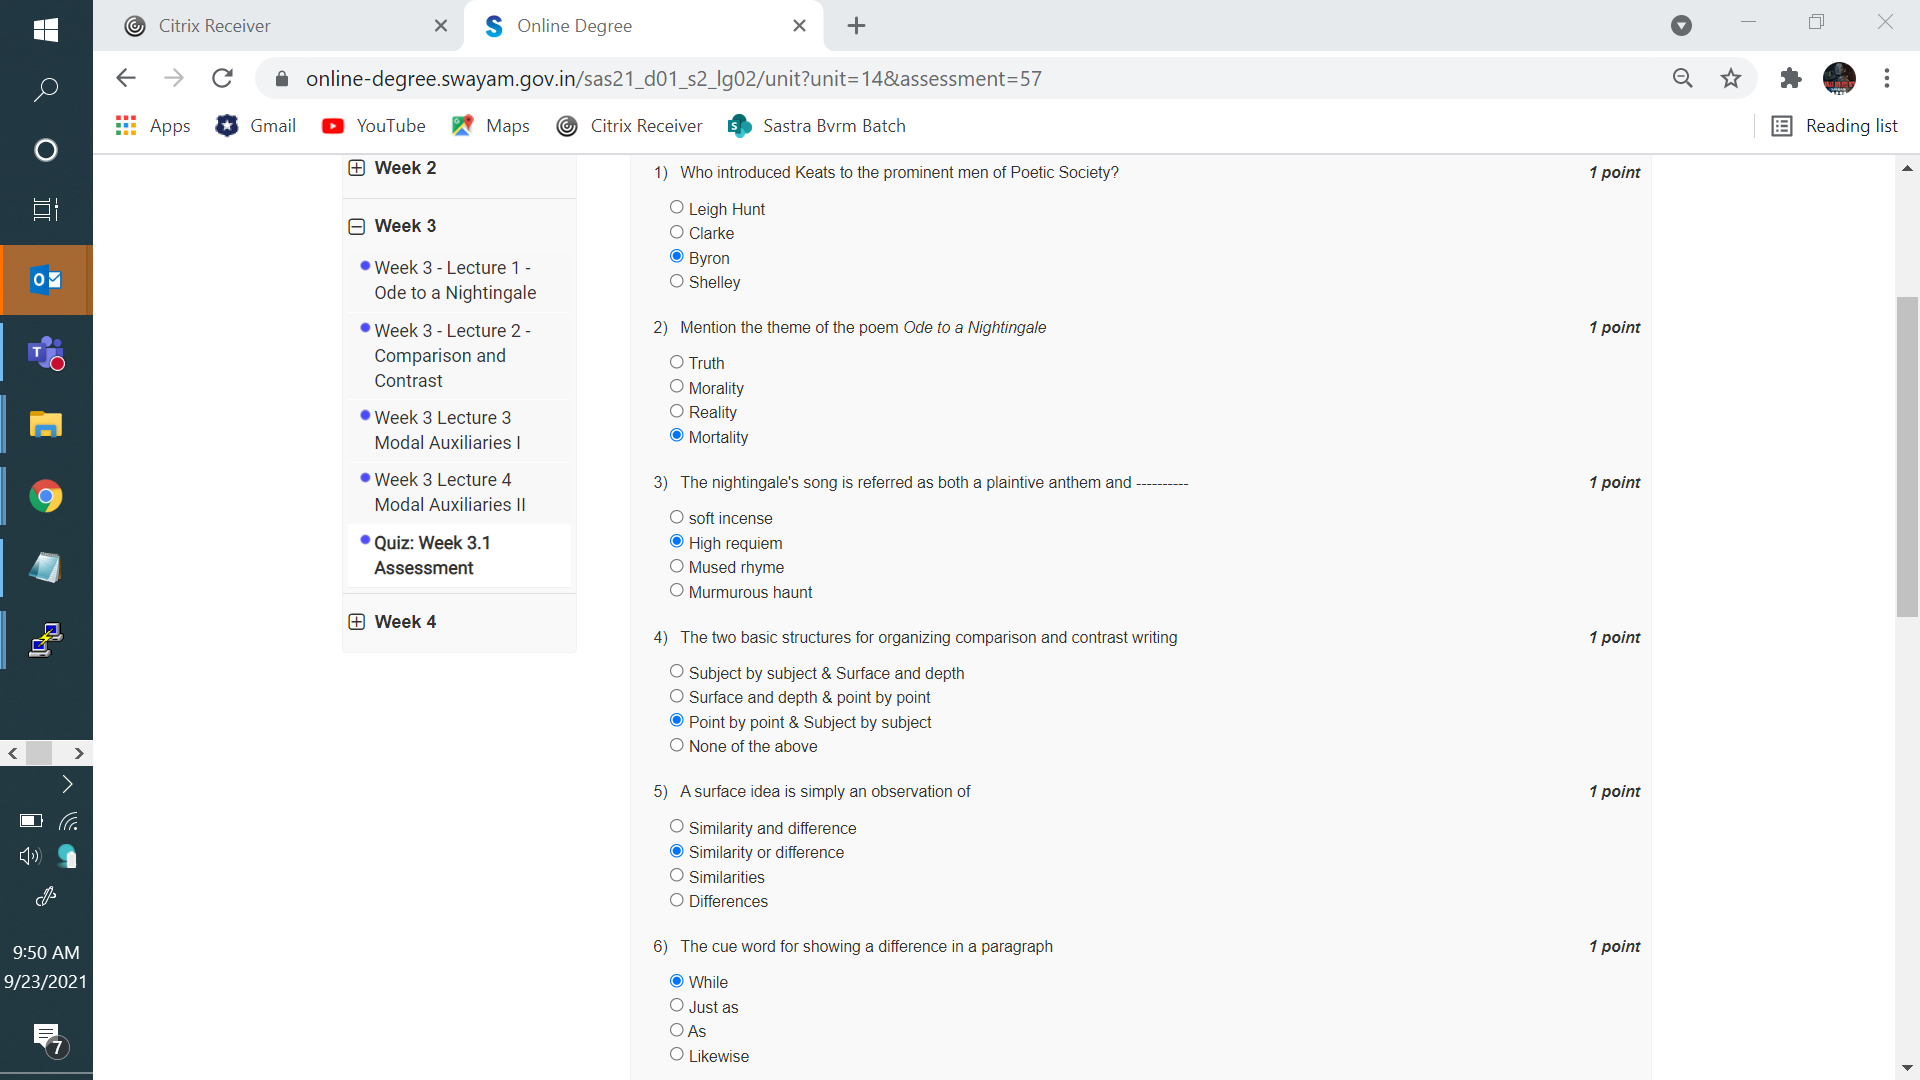 Citrix Receiver
Online Degree
online-degree.swayam.gov.in/sas21_d01_s2_lg02/unit?unit=14&assessment=57
Apps
Gmail
YouTube
Maps
Citrix Receiver
Sastra Bvrm Batch
Reading list
Week 2
Week 3
Week 3 - Lecture 1 -
Ode to a Nightingale
Week 3 - Lecture 2 -
Comparison and
Contrast
Week 3 Lecture 3
Modal Auxiliaries I
Week 3 Lecture 4
Modal Auxiliaries II
Quiz: Week 3.1
Assessment
Week 4
1) Who introduced Keats to the prominent men of Poetic Society? 1 point
Leigh Hunt
Clarke
Byron
Shelley
2) Mention the theme of the poem Ode to a Nightingale 1 point
Truth
Morality
Reality
Mortality
3) The nightingale's song is referred as both a plaintive anthem and ---------- 1 point
soft incense
High requiem
Mused rhyme
Murmurous haunt
4) The two basic structures for organizing comparison and contrast writing 1 point
Subject by subject & Surface and depth
Surface and depth & point by point
Point by point & Subject by subject
None of the above
5) A surface idea is simply an observation of 1 point
Similarity and difference
Similarity or difference
Similarities
Differences
6) The cue word for showing a difference in a paragraph 1 point
While
Just as
As
Likewise
9:50 AM
9/23/2021
7